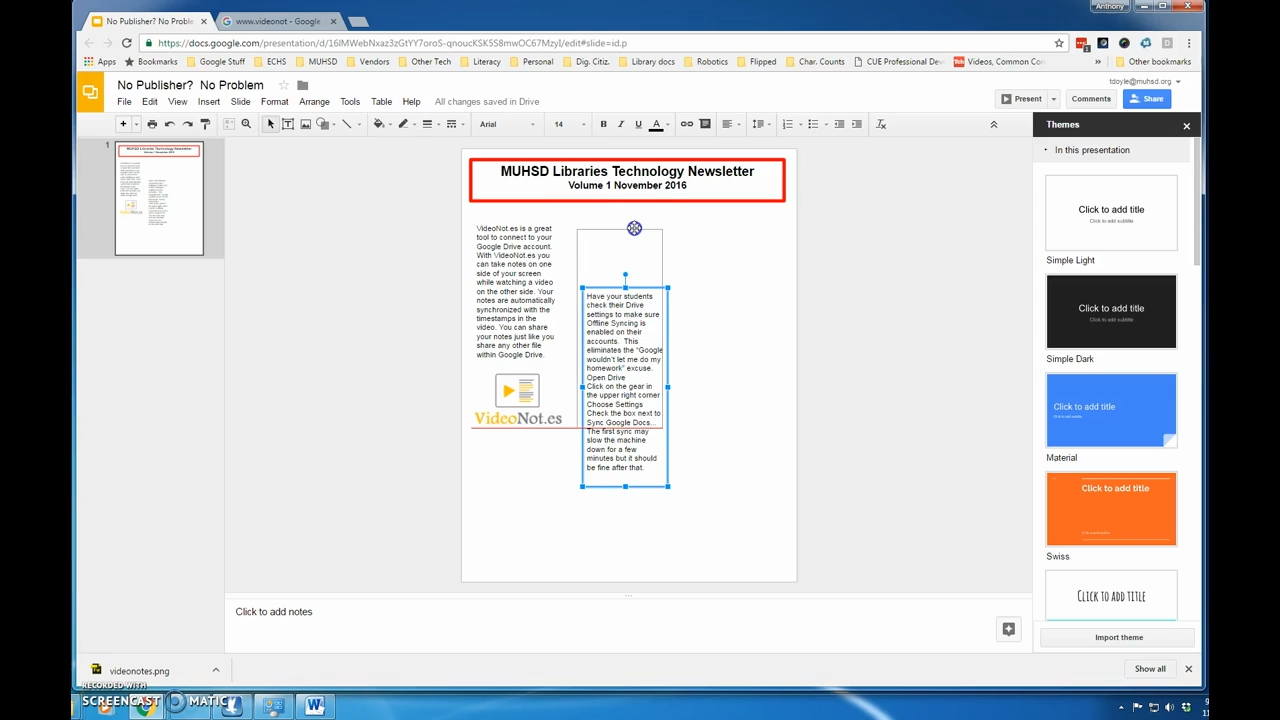 Anthony
No Publisher? No Proble
www.videonot - Google
https://docs.google.com/presentation/d/16lMWebNxaz3zGtYY7oroS-qnoucKSK5S8mwOC67Mzyl/edit#slide=id.p
Apps Bookmarks Google Stuff ECHS MUHSD Vendors Other Tech Literacy Personal Dig. Citiz. Library docs Robotics Flipped Char. Counts CUE Professional Dev Videos, Common Cor » Other bookmarks
No Publisher? No Problem
tdoyle@muhsd.org
File Edit View Insert Slide Format Arrange Tools Table Help All changes saved in Drive
Present Comments Share
Arial 14 B I U A
Themes
1
In this presentation
MUHSD Libraries Technology Newsletter
Volume 1 November 2016
VideoNot.es is a great
tool to connect to your
Google Drive account.
With VideoNot.es you
can take notes on one
side of your screen
while watching a video
on the other side. Your
notes are automatically
synchronized with the
timestamps in the
video. You can share
your notes just like you
share any other file
within Google Drive.
VideoNot.es
Have your students
check their Drive
settings to make sure
Offline Syncing is
enabled on their
accounts. This
eliminates the "Google
wouldn't let me do my
homework" excuse.
Open Drive
Click on the gear in
the upper right corner
Choose Settings
Check the box next to
Sync Google Docs...
The first sync may
slow the machine
down for a few
minutes but it should
be fine after that.
Click to add title
Click to add subtitle
Simple Light
Click to add title
Click to add subtitle
Simple Dark
Click to add title
Material
Click to add title
Swiss
Click to add title
Import theme
Click to add notes
videonotes.png
Show all
RECORDED WITH
SCREENCAST MATIC